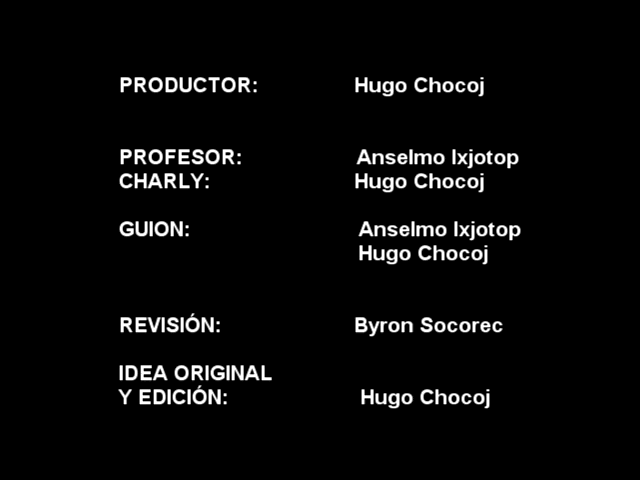 PRODUCTOR: Hugo Chocoj
PROFESOR: Anselmo Ixjotop
CHARLY: Hugo Chocoj
GUION: Anselmo Ixjotop
Hugo Chocoj
REVISIÓN: Byron Socorec
IDEA ORIGINAL
Y EDICIÓN: Hugo Chocoj